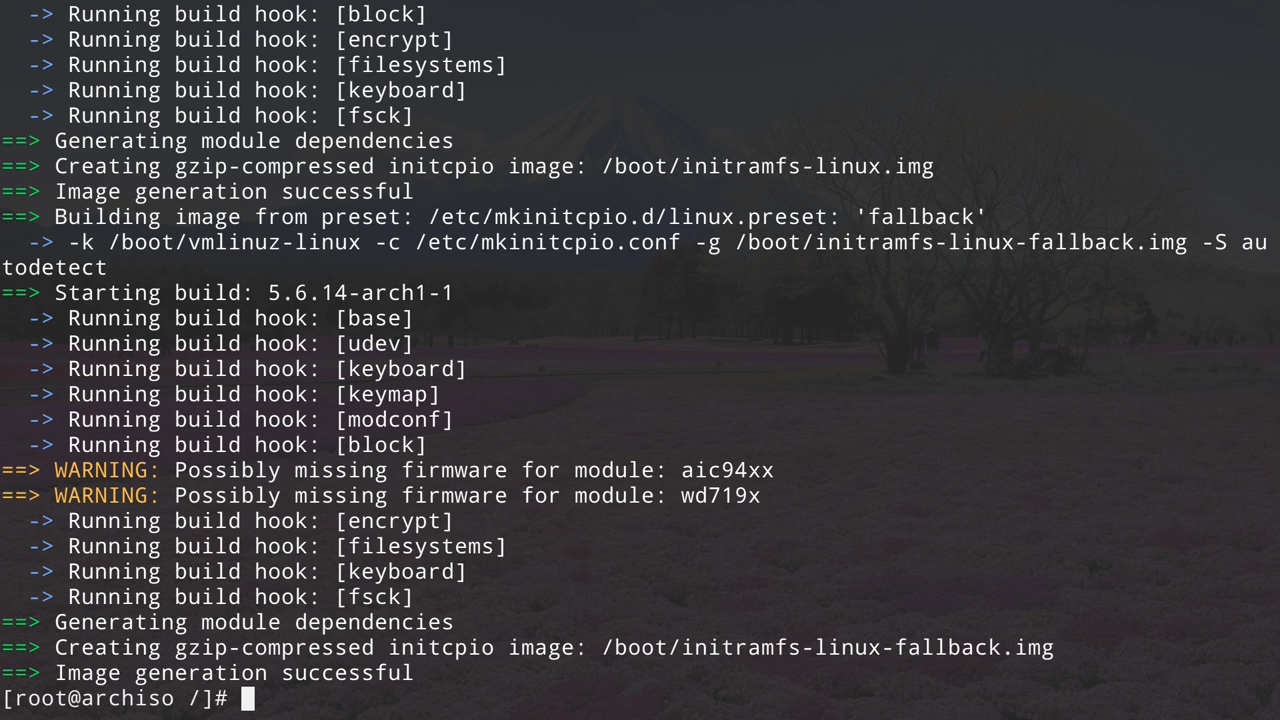 -> Running build hook: [block]
-> Running build hook: [encrypt]
-> Running build hook: [filesystems]
-> Running build hook: [keyboard]
-> Running build hook: [fsck]
==> Generating module dependencies
==> Creating gzip-compressed initcpio image: /boot/initramfs-linux.img
==> Image generation successful
==> Building image from preset: /etc/mkinitcpio.d/linux.preset: 'fallback'
-> -k /boot/vmlinuz-linux -c /etc/mkinitcpio.conf -g /boot/initramfs-linux-fallback.img -S au
todetect
==> Starting build: 5.6.14-arch1-1
-> Running build hook: [base]
-> Running build hook: [udev]
-> Running build hook: [keyboard]
-> Running build hook: [keymap]
-> Running build hook: [modconf]
-> Running build hook: [block]
==> WARNING: Possibly missing firmware for module: aic94xx
==> WARNING: Possibly missing firmware for module: wd719x
-> Running build hook: [encrypt]
-> Running build hook: [filesystems]
-> Running build hook: [keyboard]
-> Running build hook: [fsck]
==> Generating module dependencies
==> Creating gzip-compressed initcpio image: /boot/initramfs-linux-fallback.img
==> Image generation successful
[root@archiso /]#